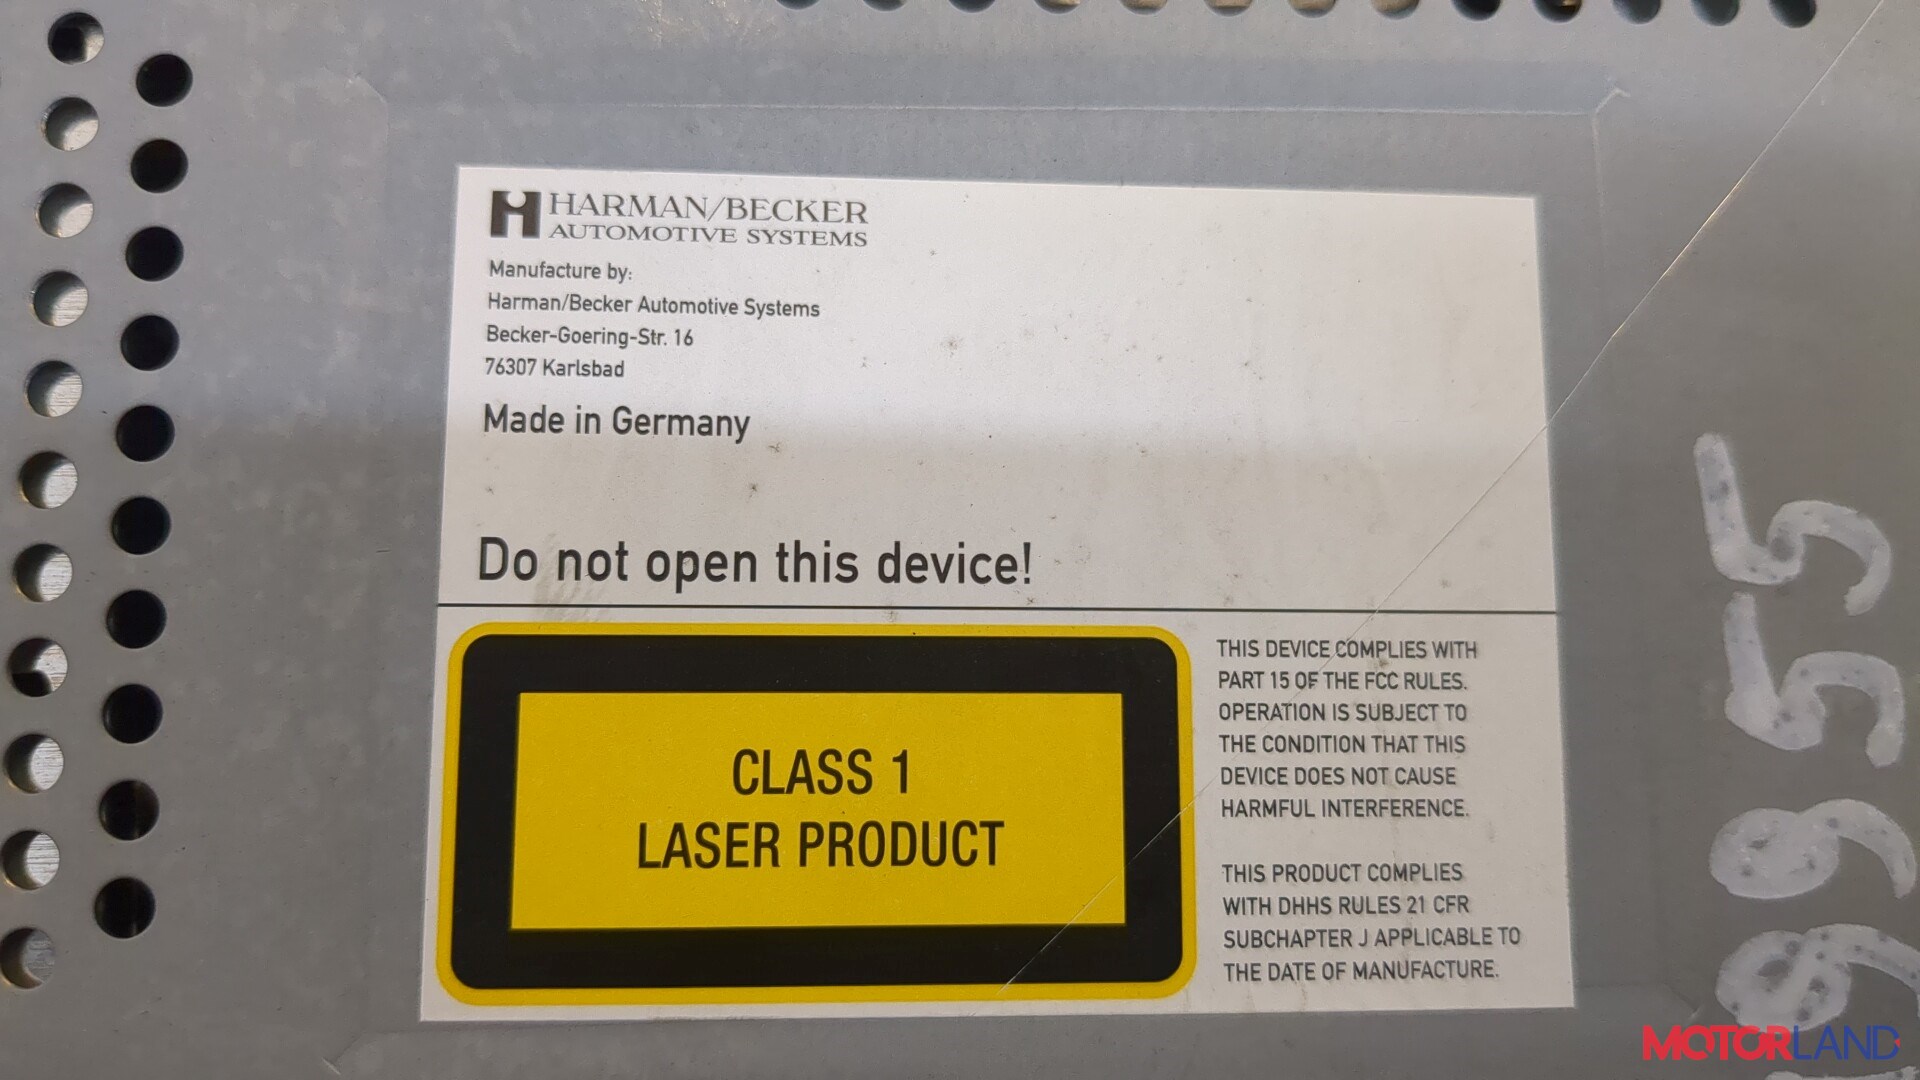 HARMAN/BECKER
AUTOMOTIVE SYSTEMS
Manufacture by:
Harman/Becker Automotive Systems
Becker-Goering-Str. 16
76307 Karlsbad
Made in Germany
Do not open this device!
CLASS 1
LASER PRODUCT
THIS DEVICE COMPLIES WITH
PART 15 OF THE FCC RULES.
OPERATION IS SUBJECT TO
THE CONDITION THAT THIS
DEVICE DOES NOT CAUSE
HARMFUL INTERFERENCE.
THIS PRODUCT COMPLIES
WITH DHHS RULES 21 CFR
SUBCHAPTER J APPLICABLE TO
THE DATE OF MANUFACTURE.
MOTORLAND